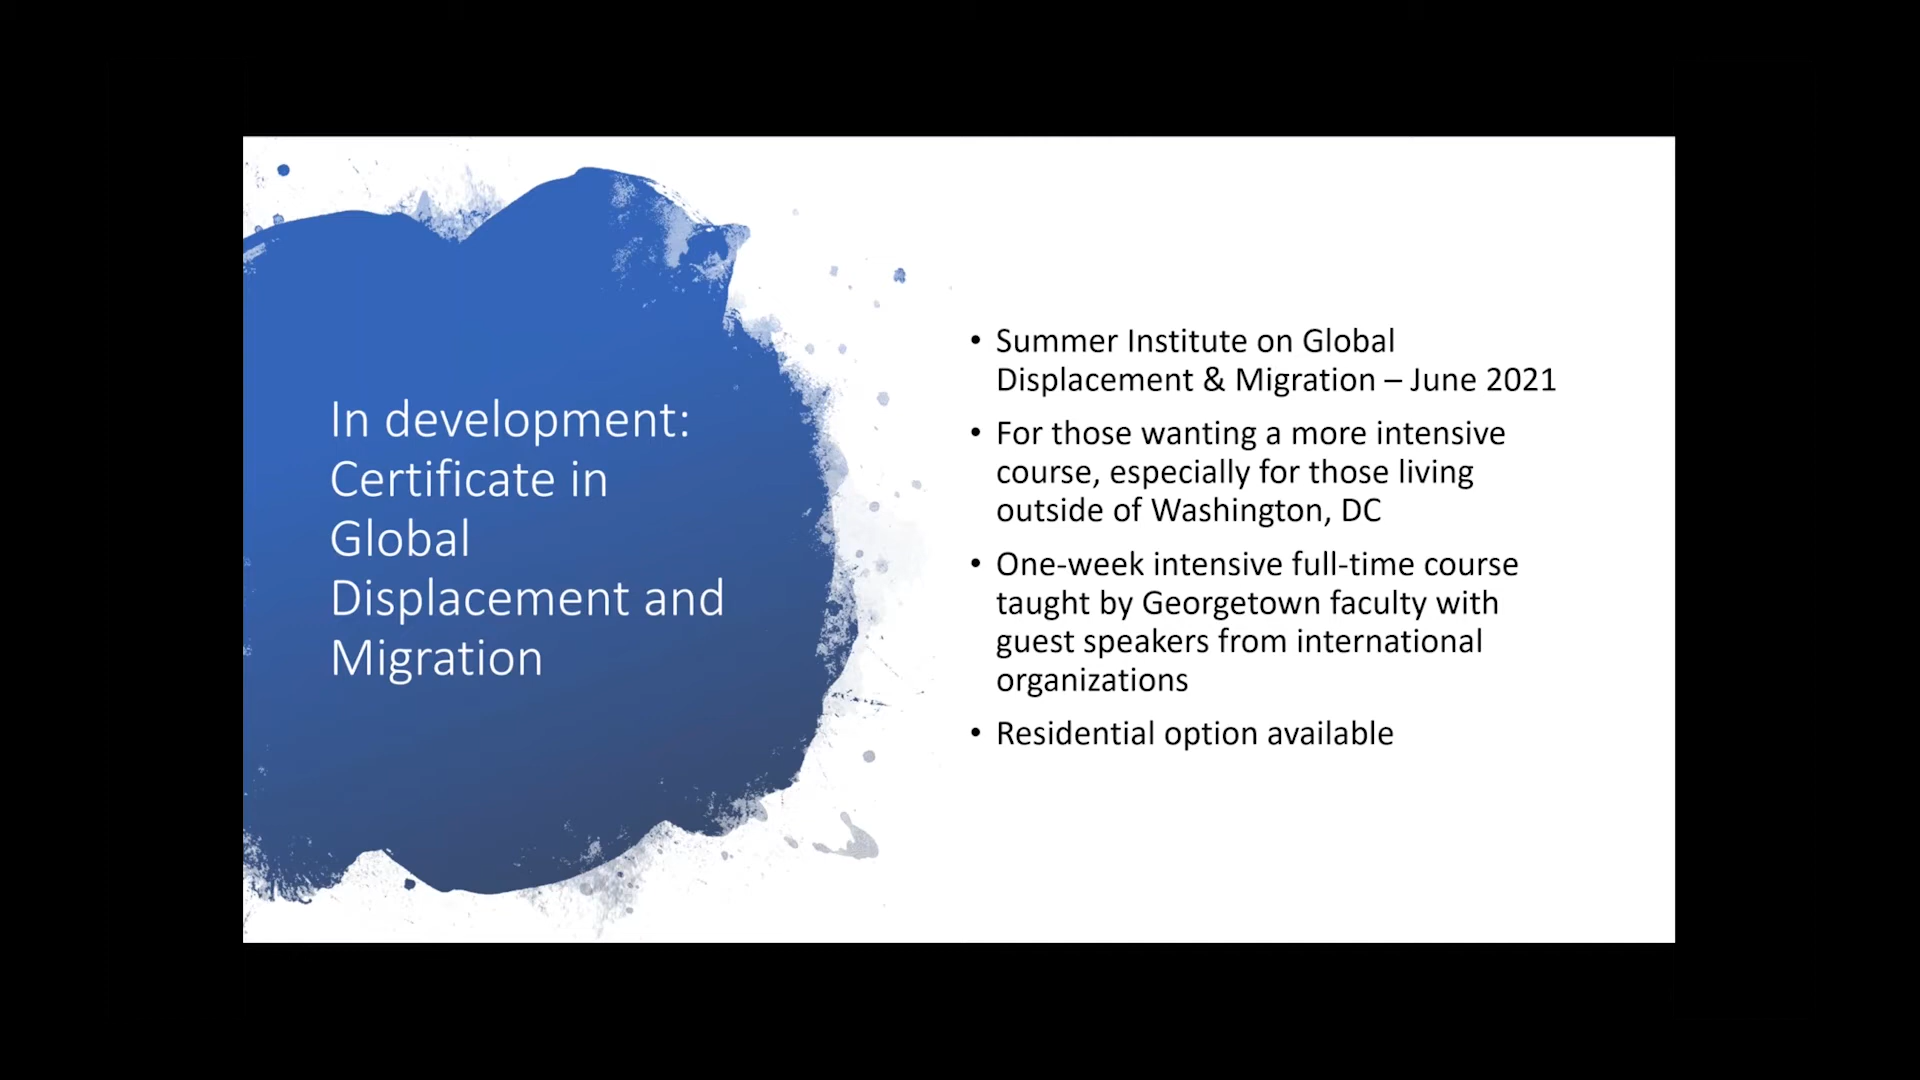 In development:
Certificate in
Global
Displacement and
Migration
• Summer Institute on Global
Displacement & Migration – June 2021
• For those wanting a more intensive
course, especially for those living
outside of Washington, DC
• One-week intensive full-time course
taught by Georgetown faculty with
guest speakers from international
organizations
• Residential option available